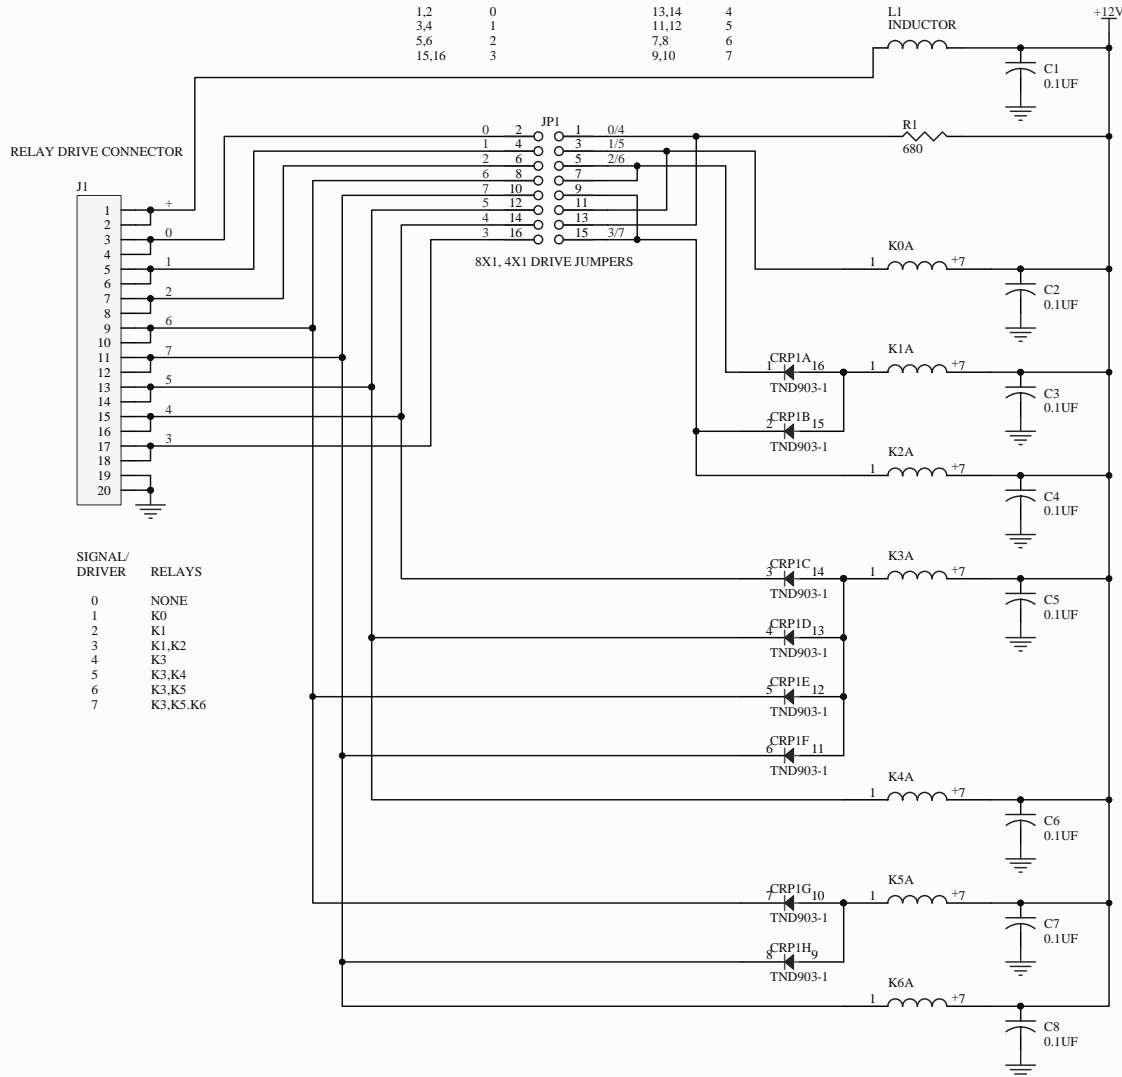 1,2 0 13,14 4
3,4 1 11,12 5
5,6 2 7,8 6
15,16 3 9,10 7
L1
INDUCTOR
+12V
C1
0.1UF
JP1
0 2 1 0/4
1 4 3 1/5
2 6 5 2/6
6 8 7
7 10 9
5 12 11
4 14 13
3 16 15 3/7
8X1, 4X1 DRIVE JUMPERS
R1
680
RELAY DRIVE CONNECTOR
J1
1 +
2
3 0
4
5 1
6
7 2
8
9 6
10
11 7
12
13 5
14
15 4
16
17 3
18
19
20
K0A
1 +7
C2
0.1UF
K1A
CRP1A
1 16 1 +7
TND903-1
C3
0.1UF
CRP1B
2 15
TND903-1
K2A
1 +7
C4
0.1UF
SIGNAL/
DRIVER RELAYS
0 NONE
1 K0
2 K1
3 K1,K2
4 K3
5 K3,K4
6 K3,K5
7 K3,K5.K6
K3A
CRP1C
3 14 1 +7
TND903-1
C5
0.1UF
CRP1D
4 13
TND903-1
CRP1E
5 12
TND903-1
CRP1F
6 11
TND903-1
K4A
1 +7
C6
0.1UF
K5A
CRP1G
7 10 1 +7
TND903-1
C7
0.1UF
CRP1H
8 9
TND903-1
K6A
1 +7
C8
0.1UF